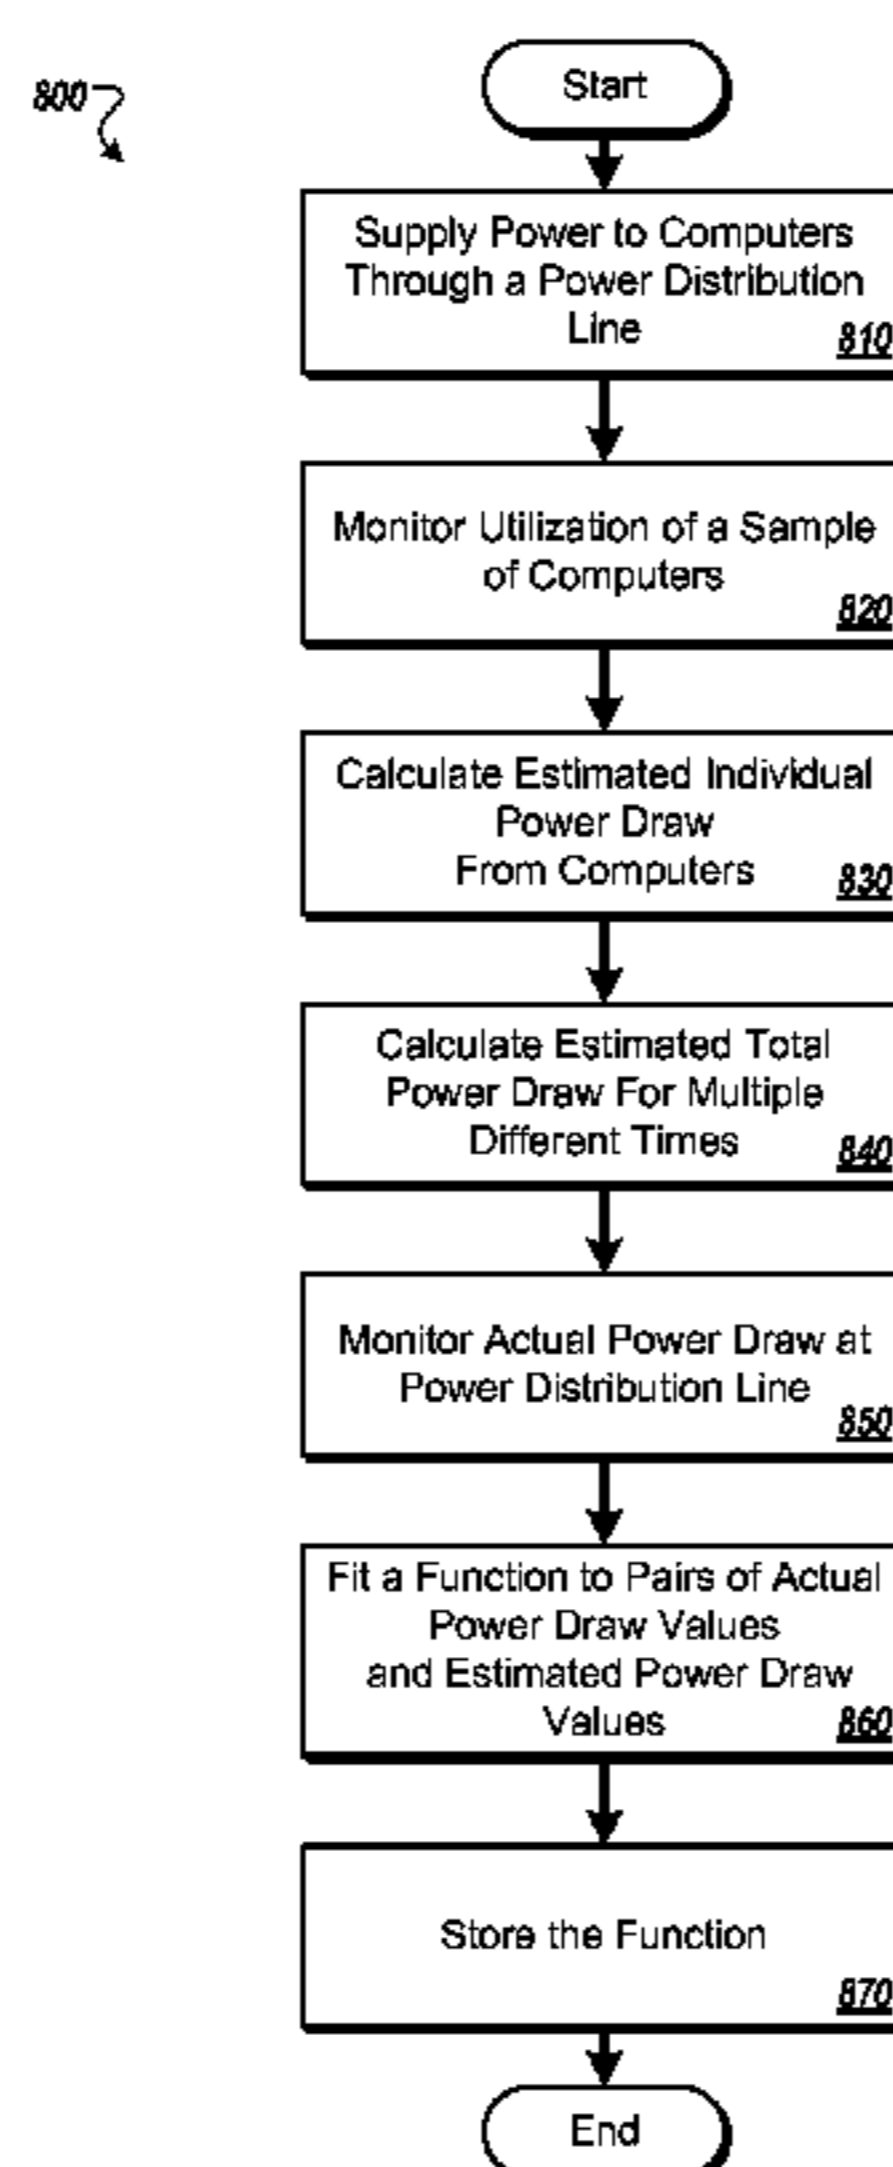 800
Start
Supply Power to Computers
Through a Power Distribution
Line
810
Monitor Utilization of a Sample
of Computers
820
Calculate Estimated Individual
Power Draw
From Computers
830
Calculate Estimated Total
Power Draw For Multiple
Different Times
840
Monitor Actual Power Draw at
Power Distribution Line
850
Fit a Function to Pairs of Actual
Power Draw Values
and Estimated Power Draw
Values
860
Store the Function
870
End